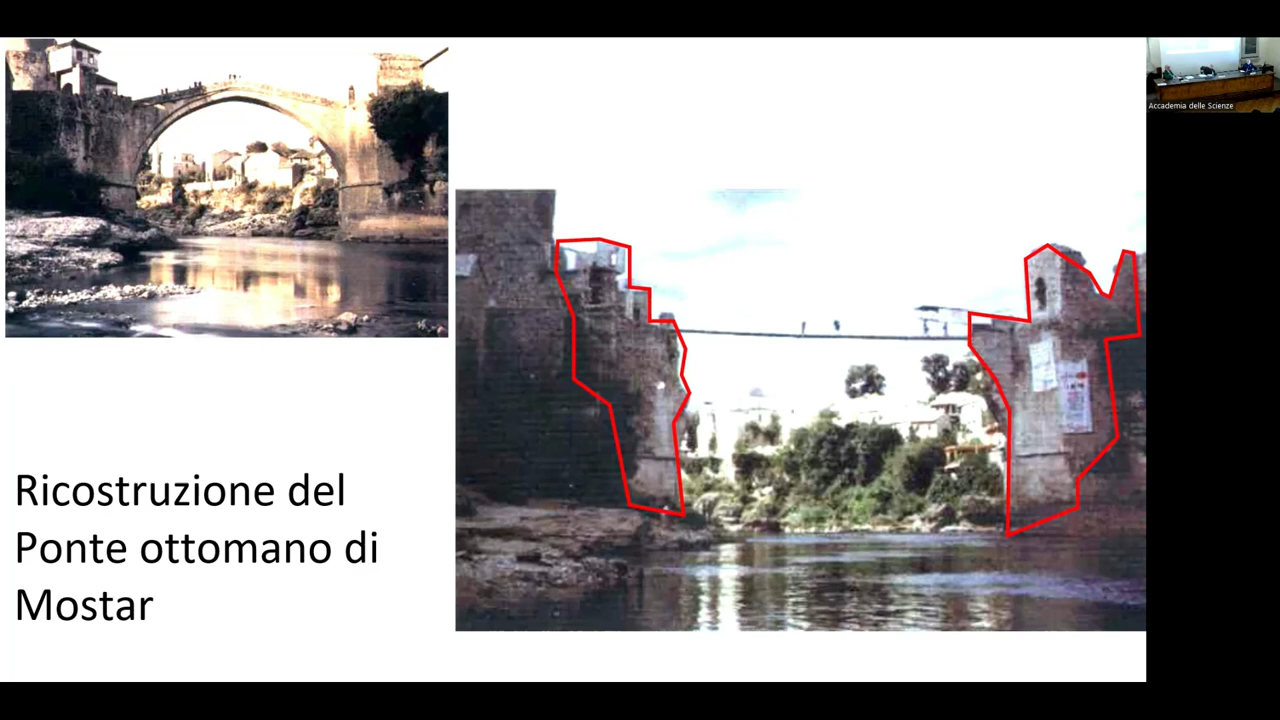 Accademia delle Scienze
Ricostruzione del
Ponte ottomano di
Mostar